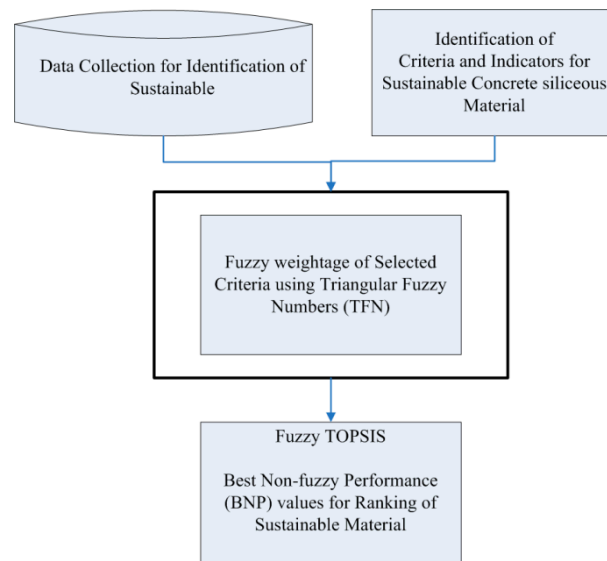 Data Collection for Identification of
Sustainable
Identification of
Criteria and Indicators for
Sustainable Concrete siliceous
Material
Fuzzy weightage of Selected
Criteria using Triangular Fuzzy
Numbers (TFN)
Fuzzy TOPSIS
Best Non-fuzzy Performance
(BNP) values for Ranking of
Sustainable Material